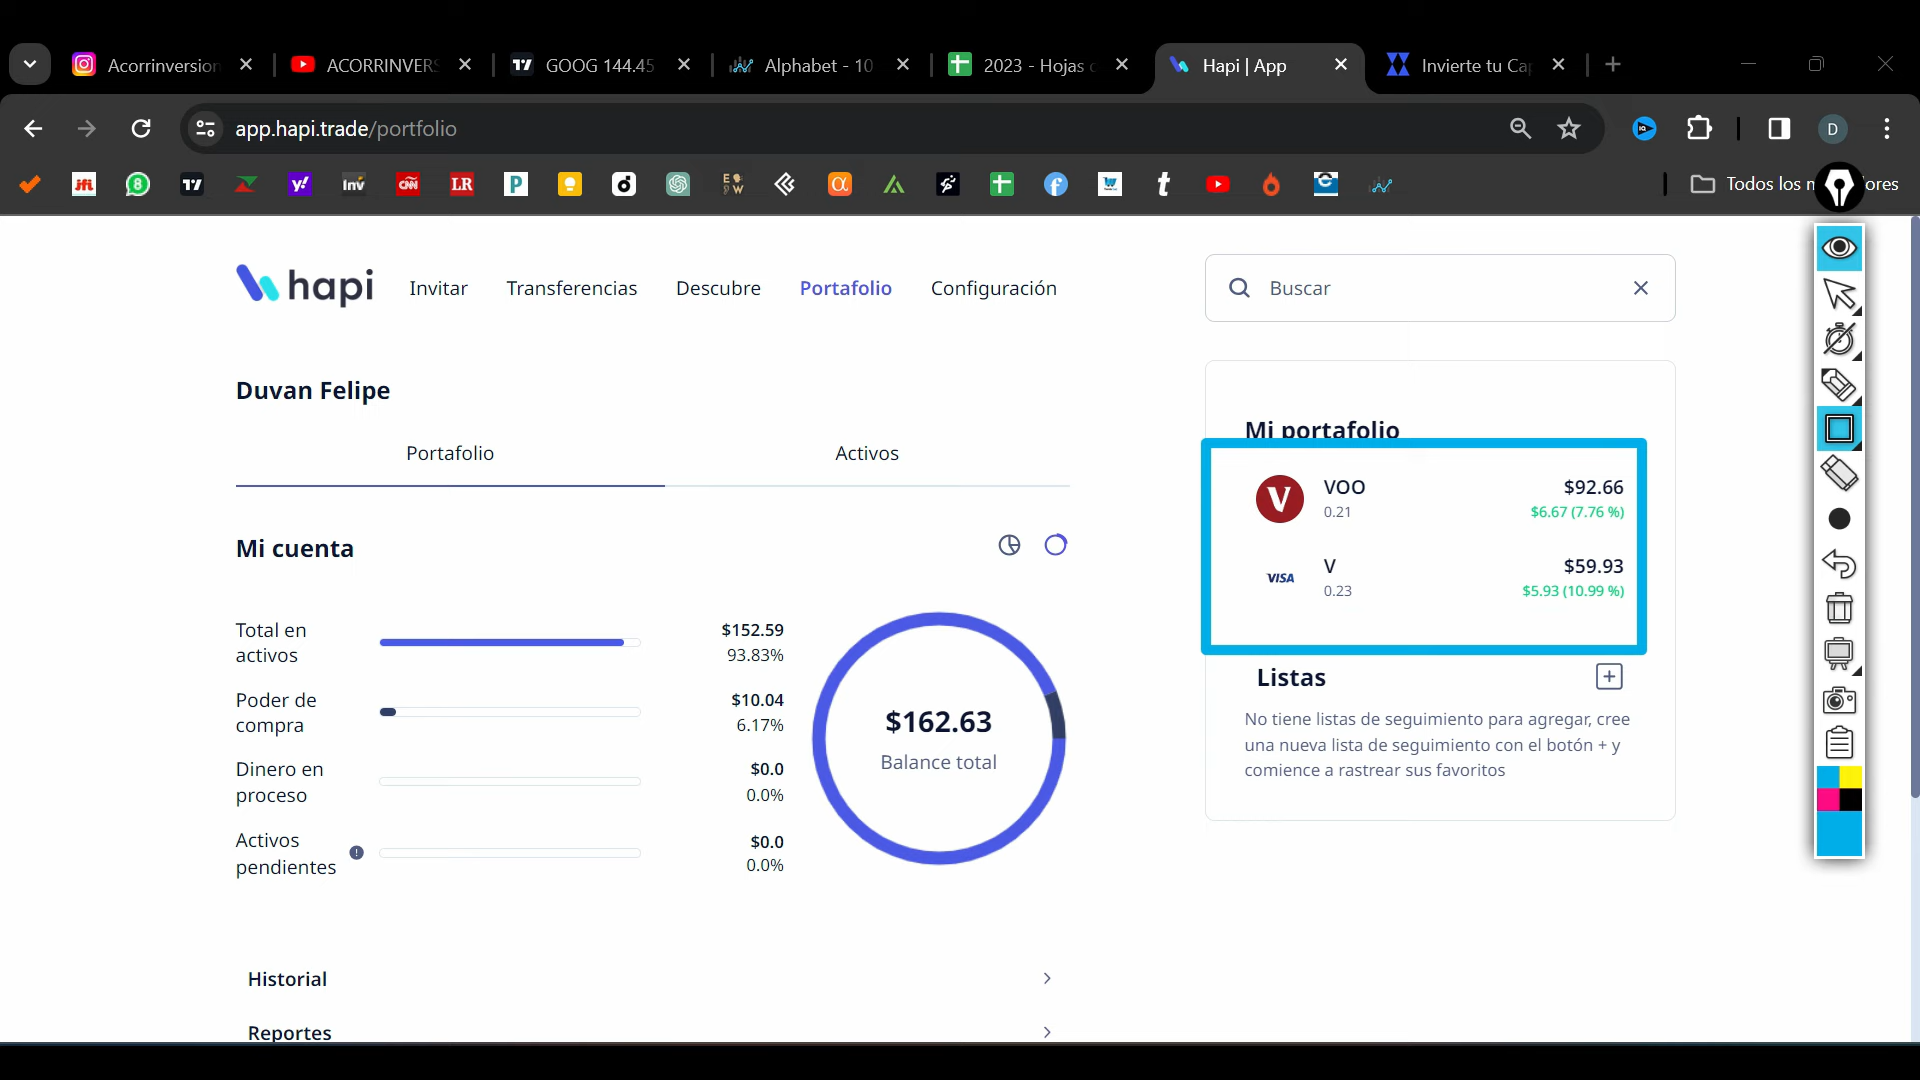 Acorrinversion
ACORRINVERS
GOOG 144.45
Alphabet - 10
2023 - Hojas c
Hapi | App
Invierte tu Cap
app.hapi.trade/portfolio
D
Todos los m ores
hapi
Invitar
Transferencias
Descubre
Portafolio
Configuración
Buscar
Duvan Felipe
Portafolio
Activos
Mi cuenta
Total en
activos
$152.59
93.83%
Poder de
compra
$10.04
6.17%
Dinero en
proceso
$0.0
0.0%
Activos
pendientes
$0.0
0.0%
$162.63
Balance total
Historial
Reportes
Mi portafolio
VOO
0.21
$92.66
$6.67 (7.76 %)
VISA
V
0.23
$59.93
$5.93 (10.99 %)
Listas
No tiene listas de seguimiento para agregar, cree
una nueva lista de seguimiento con el botón + y
comience a rastrear sus favoritos